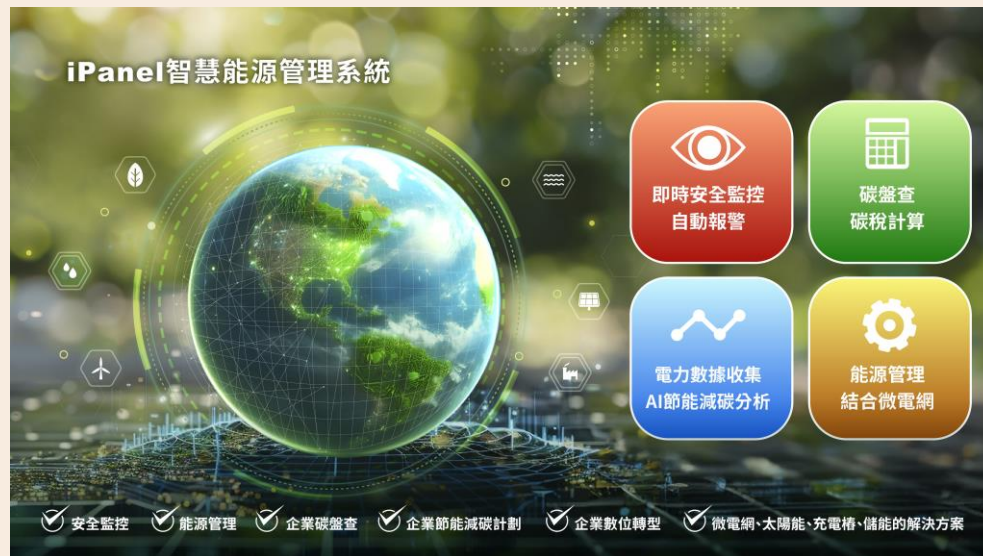 iPanel智慧能源管理系統
即時安全監控
自動報警
碳盤查
碳稅計算
電力數據收集
AI節能減碳分析
能源管理
結合微電網
安全監控
能源管理
企業碳盤查
企業節能減碳計劃
企業數位轉型
微電網、太陽能、充電樁、儲能的解決方案